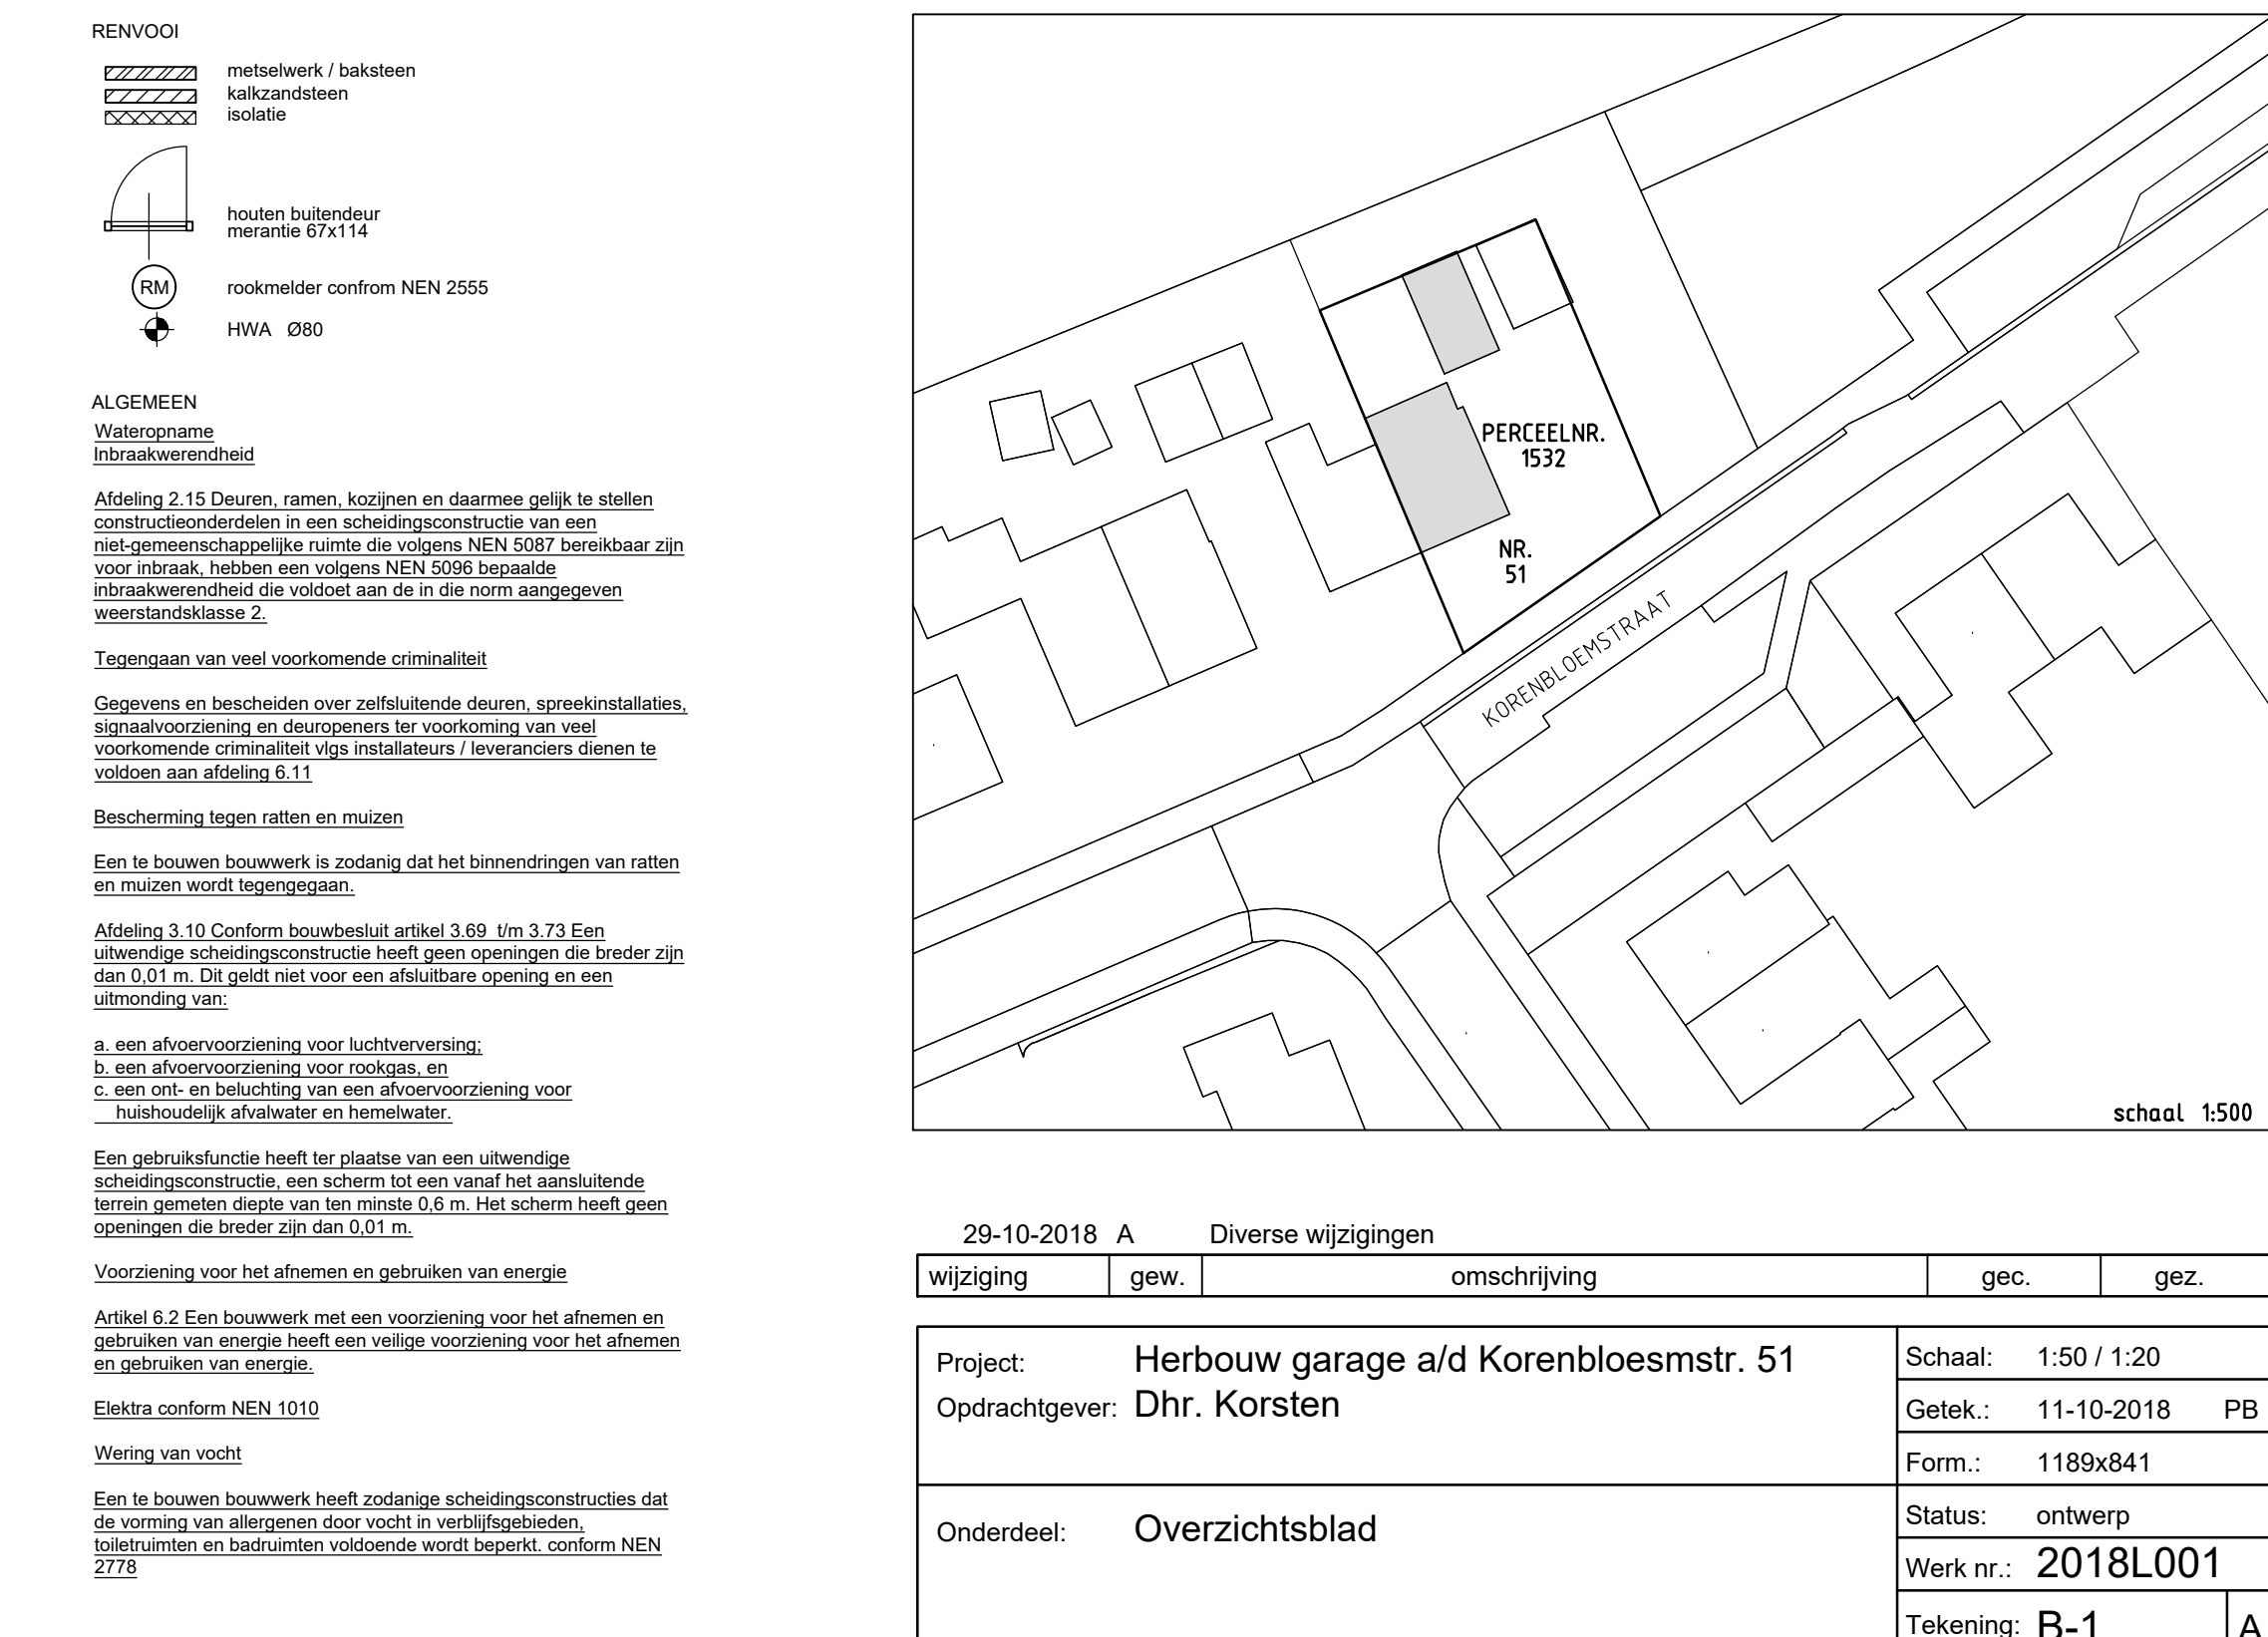 RENVOOI
metselwerk / baksteen
kalkzandsteen
isolatie
houten buitendeur
merantie 67x114
RM
rookmelder confrom NEN 2555
HWA Ø80
ALGEMEEN
Wateropname
Inbraakwerendheid
Afdeling 2.15 Deuren, ramen, kozijnen en daarmee gelijk te stellen
constructieonderdelen in een scheidingsconstructie van een
niet-gemeenschappelijke ruimte die volgens NEN 5087 bereikbaar zijn
voor inbraak, hebben een volgens NEN 5096 bepaalde
inbraakwerendheid die voldoet aan de in die norm aangegeven
weerstandsklasse 2.
Tegengaan van veel voorkomende criminaliteit
Gegevens en bescheiden over zelfsluitende deuren, spreekinstallaties,
signaalvoorziening en deuropeners ter voorkoming van veel
voorkomende criminaliteit vlgs installateurs / leveranciers dienen te
voldoen aan afdeling 6.11
Bescherming tegen ratten en muizen
Een te bouwen bouwwerk is zodanig dat het binnendringen van ratten
en muizen wordt tegengegaan.
Afdeling 3.10 Conform bouwbesluit artikel 3.69 t/m 3.73 Een
uitwendige scheidingsconstructie heeft geen openingen die breder zijn
dan 0,01 m. Dit geldt niet voor een afsluitbare opening en een
uitmonding van:
a. een afvoervoorziening voor luchtverversing;
b. een afvoervoorziening voor rookgas, en
c. een ont- en beluchting van een afvoervoorziening voor
huishoudelijk afvalwater en hemelwater.
Een gebruiksfunctie heeft ter plaatse van een uitwendige
scheidingsconstructie, een scherm tot een vanaf het aansluitende
terrein gemeten diepte van ten minste 0,6 m. Het scherm heeft geen
openingen die breder zijn dan 0,01 m.
Voorziening voor het afnemen en gebruiken van energie
Artikel 6.2 Een bouwwerk met een voorziening voor het afnemen en
gebruiken van energie heeft een veilige voorziening voor het afnemen
en gebruiken van energie.
Elektra conform NEN 1010
Wering van vocht
Een te bouwen bouwwerk heeft zodanige scheidingsconstructies dat
de vorming van allergenen door vocht in verblijfsgebieden,
toiletruimten en badruimten voldoende wordt beperkt. conform NEN
2778
PERCEELNR.
1532
NR.
51
KORENBLOEMSTRAAT
schaal 1:500
29-10-2018 A Diverse wijzigingen
wijziging gew. omschrijving gec. gez.
Project: Herbouw garage a/d Korenbloesmstr. 51
Opdrachtgever: Dhr. Korsten
Onderdeel: Overzichtsblad
Schaal: 1:50 / 1:20
Getek.: 11-10-2018 PB
Form.: 1189x841
Status: ontwerp
Werk nr.: 2018L001
Tekening: B-1 A